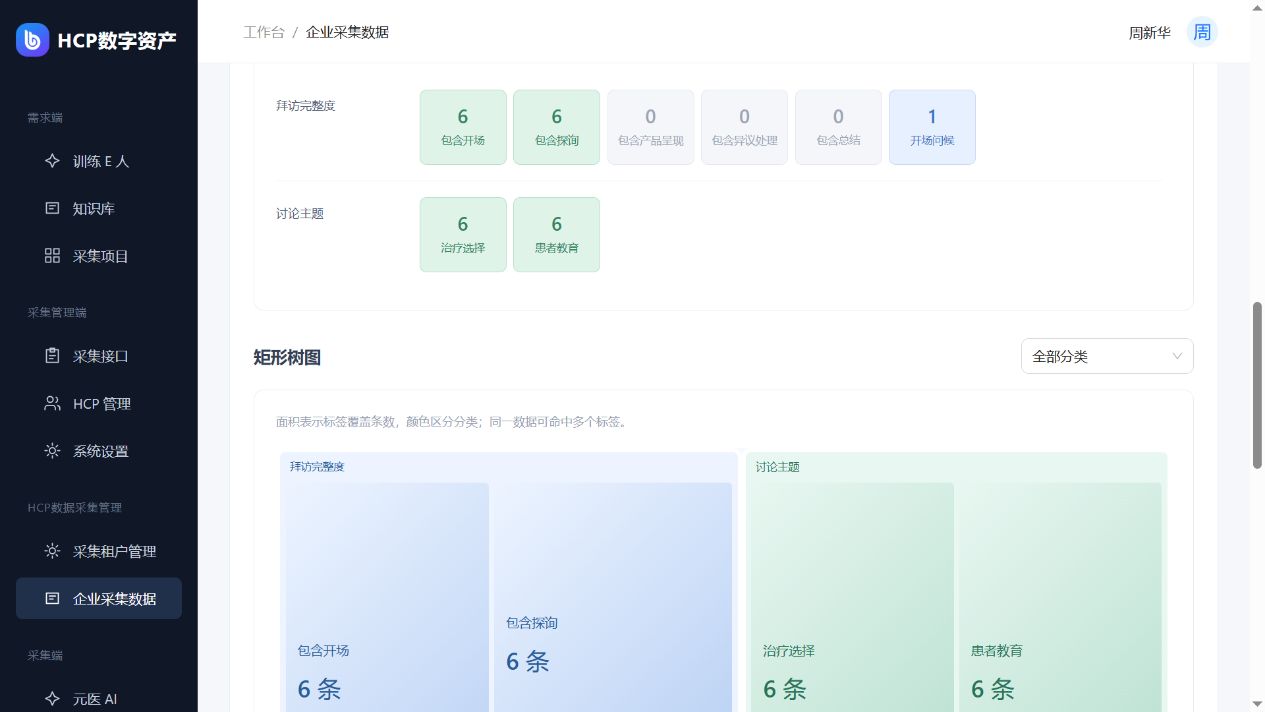 HCP数字资产
需求端
训练 E 人
知识库
采集项目
采集管理端
采集接口
HCP 管理
系统设置
HCP数据采集管理
采集租户管理
企业采集数据
采集端
元医 AI
工作台 / 企业采集数据
周新华
周
拜访完整度
6
包含开场
6
包含探询
0
包含产品呈现
0
包含异议处理
0
包含总结
1
开场问候
讨论主题
6
治疗选择
6
患者教育
矩形树图
全部分类
面积表示标签覆盖条数，颜色区分分类；同一数据可命中多个标签。
拜访完整度
包含开场
6 条
包含探询
6 条
讨论主题
治疗选择
6 条
患者教育
6 条